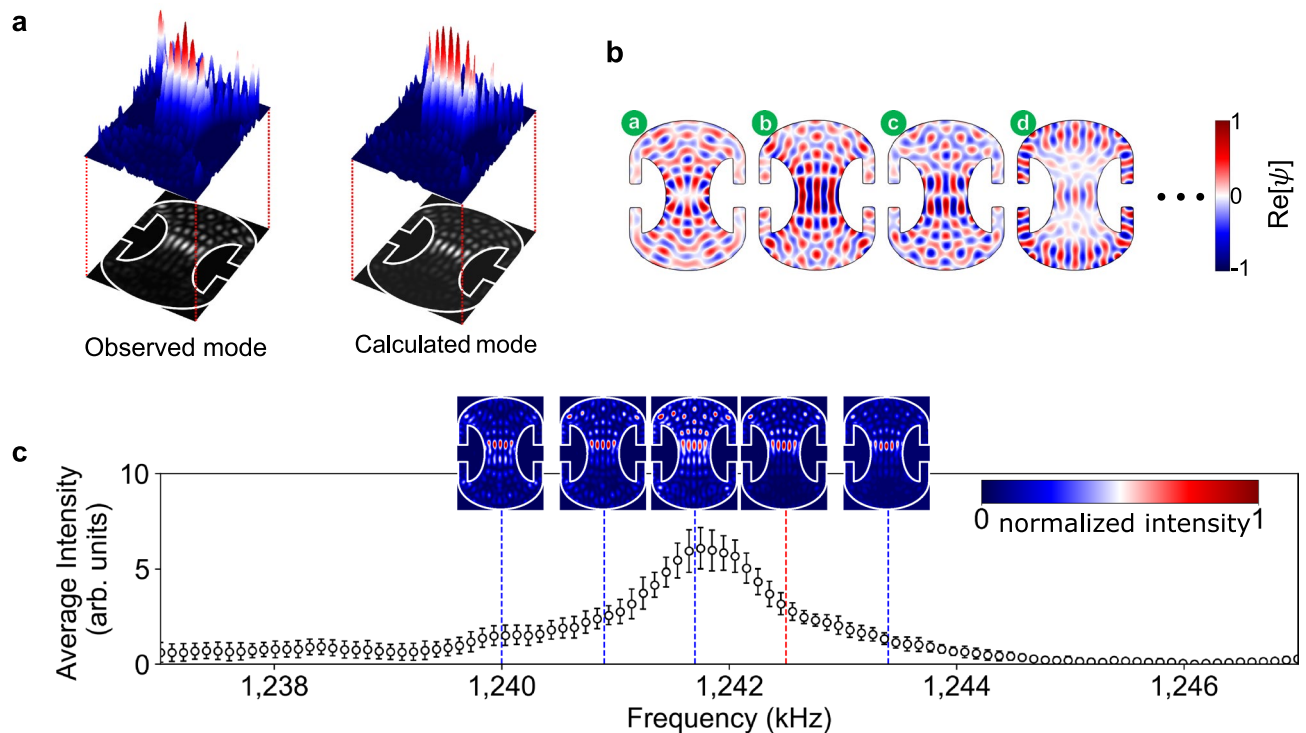 a
Observed mode
Calculated mode
b
a
b
c
d
• • •
1
0
-1
Re[ψ]
c
10
5
0
Average Intensity
(arb. units)
0
normalized intensity
1
1,238
1,240
1,242
1,244
1,246
Frequency (kHz)